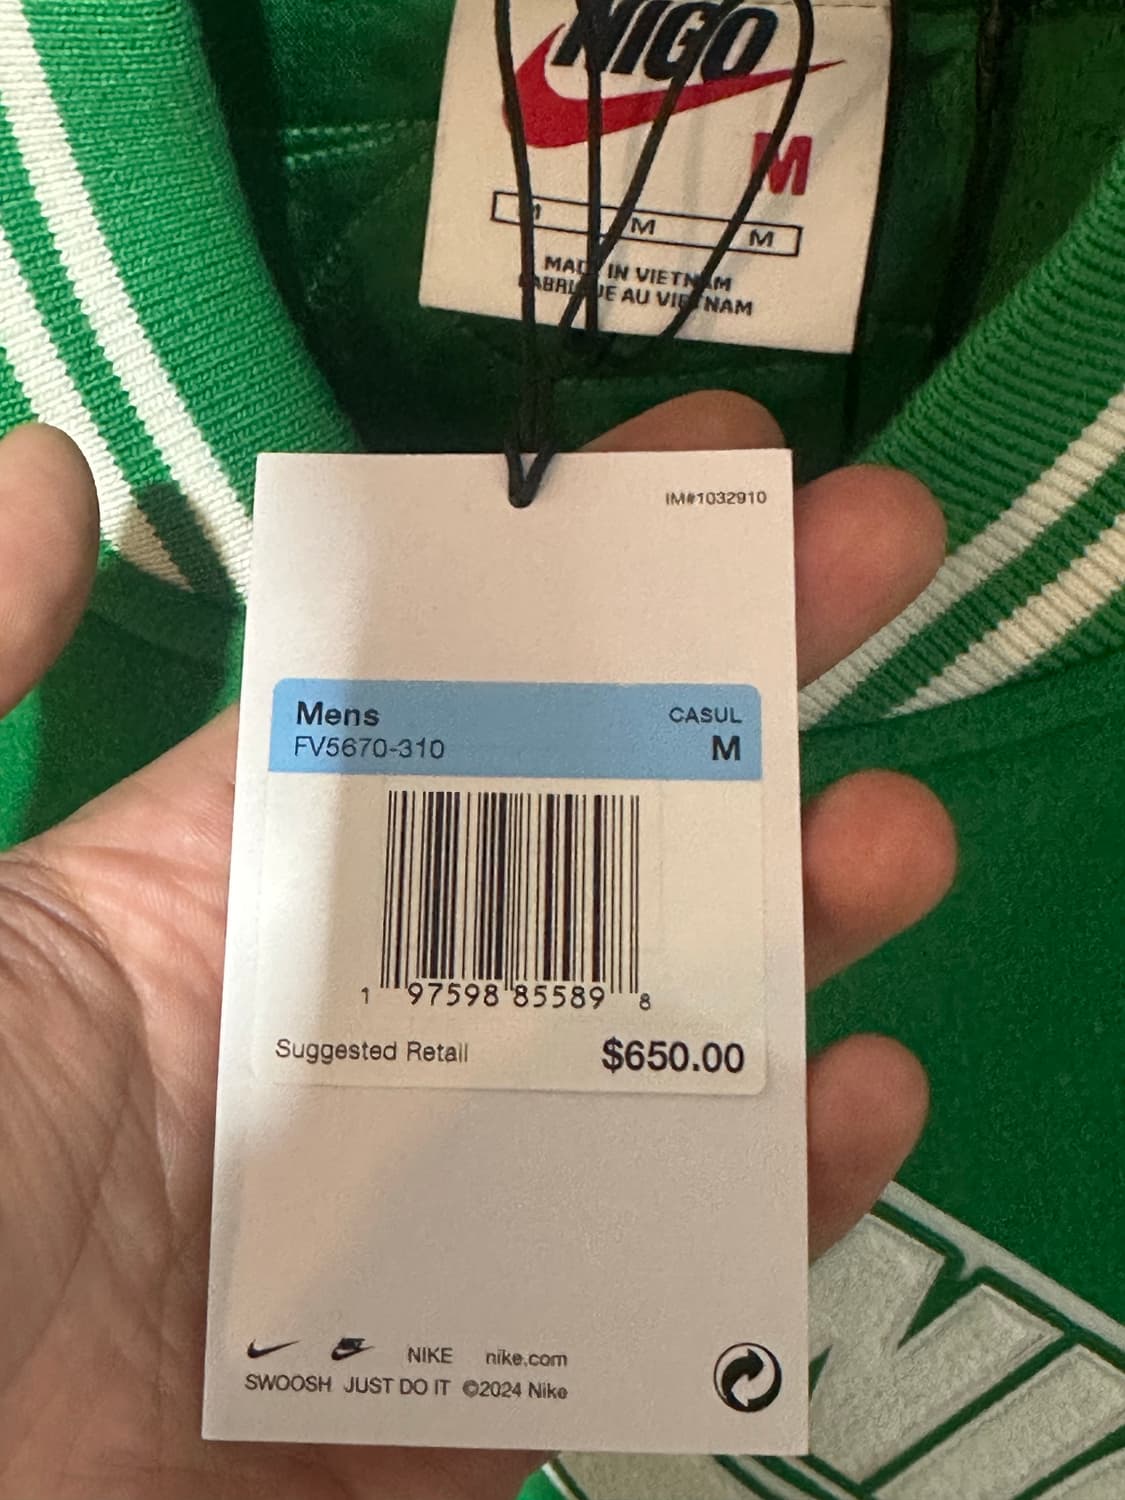 NIGO
M
M M M
MADE IN VIETNAM
FABRIQUE AU VIETNAM
IM#1032910
Mens CASUL
FV5670-310 M
1 97598 85589 8
Suggested Retail $650.00
NIKE nike.com
SWOOSH JUST DO IT ©2024 Nike